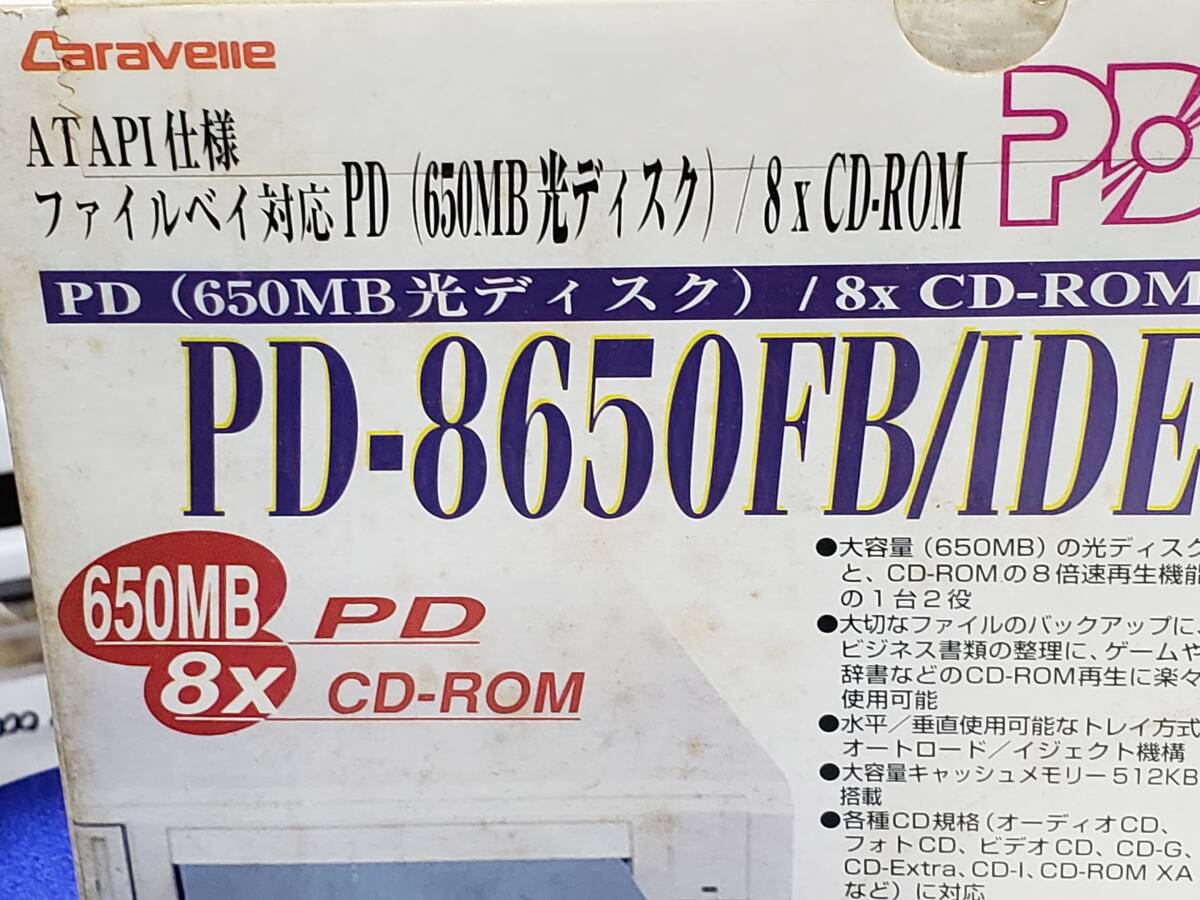 Caravelle
ATAPI仕様
ファイルベイ対応 PD（650MB光ディスク）/ 8x CD-ROM
PD
PD（650MB光ディスク）/ 8x CD-ROM
PD-8650FB/IDE
650MB PD
8x CD-ROM
●大容量（650MB）の光ディスク
と、CD-ROMの8倍速再生機能
の1台2役
●大切なファイルのバックアップに、
ビジネス書類の整理に、ゲームや
辞書などのCD-ROM再生に楽々
使用可能
●水平／垂直使用可能なトレイ方式
オートロード／イジェクト機構
●大容量キャッシュメモリー512KB
搭載
●各種CD規格（オーディオCD、
フォトCD、ビデオCD、CD-G、
CD-Extra、CD-I、CD-ROM XA
など）に対応